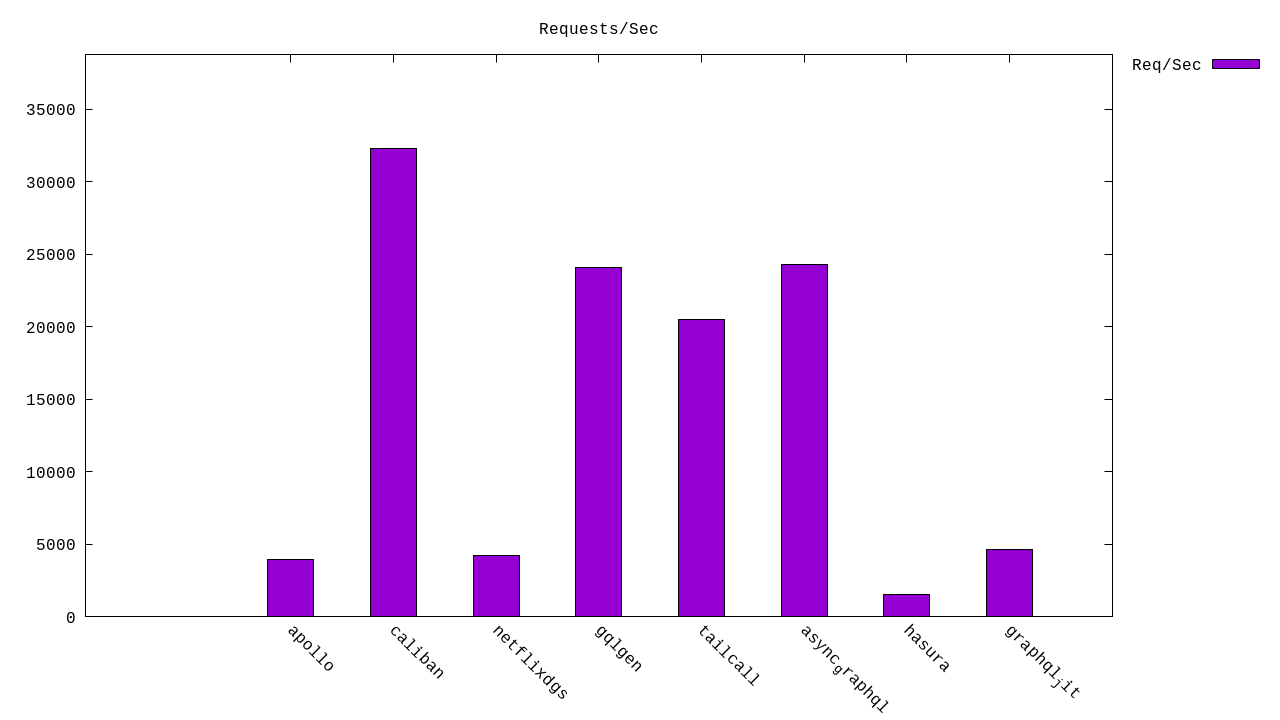 Requests/Sec
Req/Sec
35000
30000
25000
20000
15000
10000
5000
0
apollo
caliban
netflixdgs
gqlgen
tailcall
async_graphql
hasura
graphql_jit